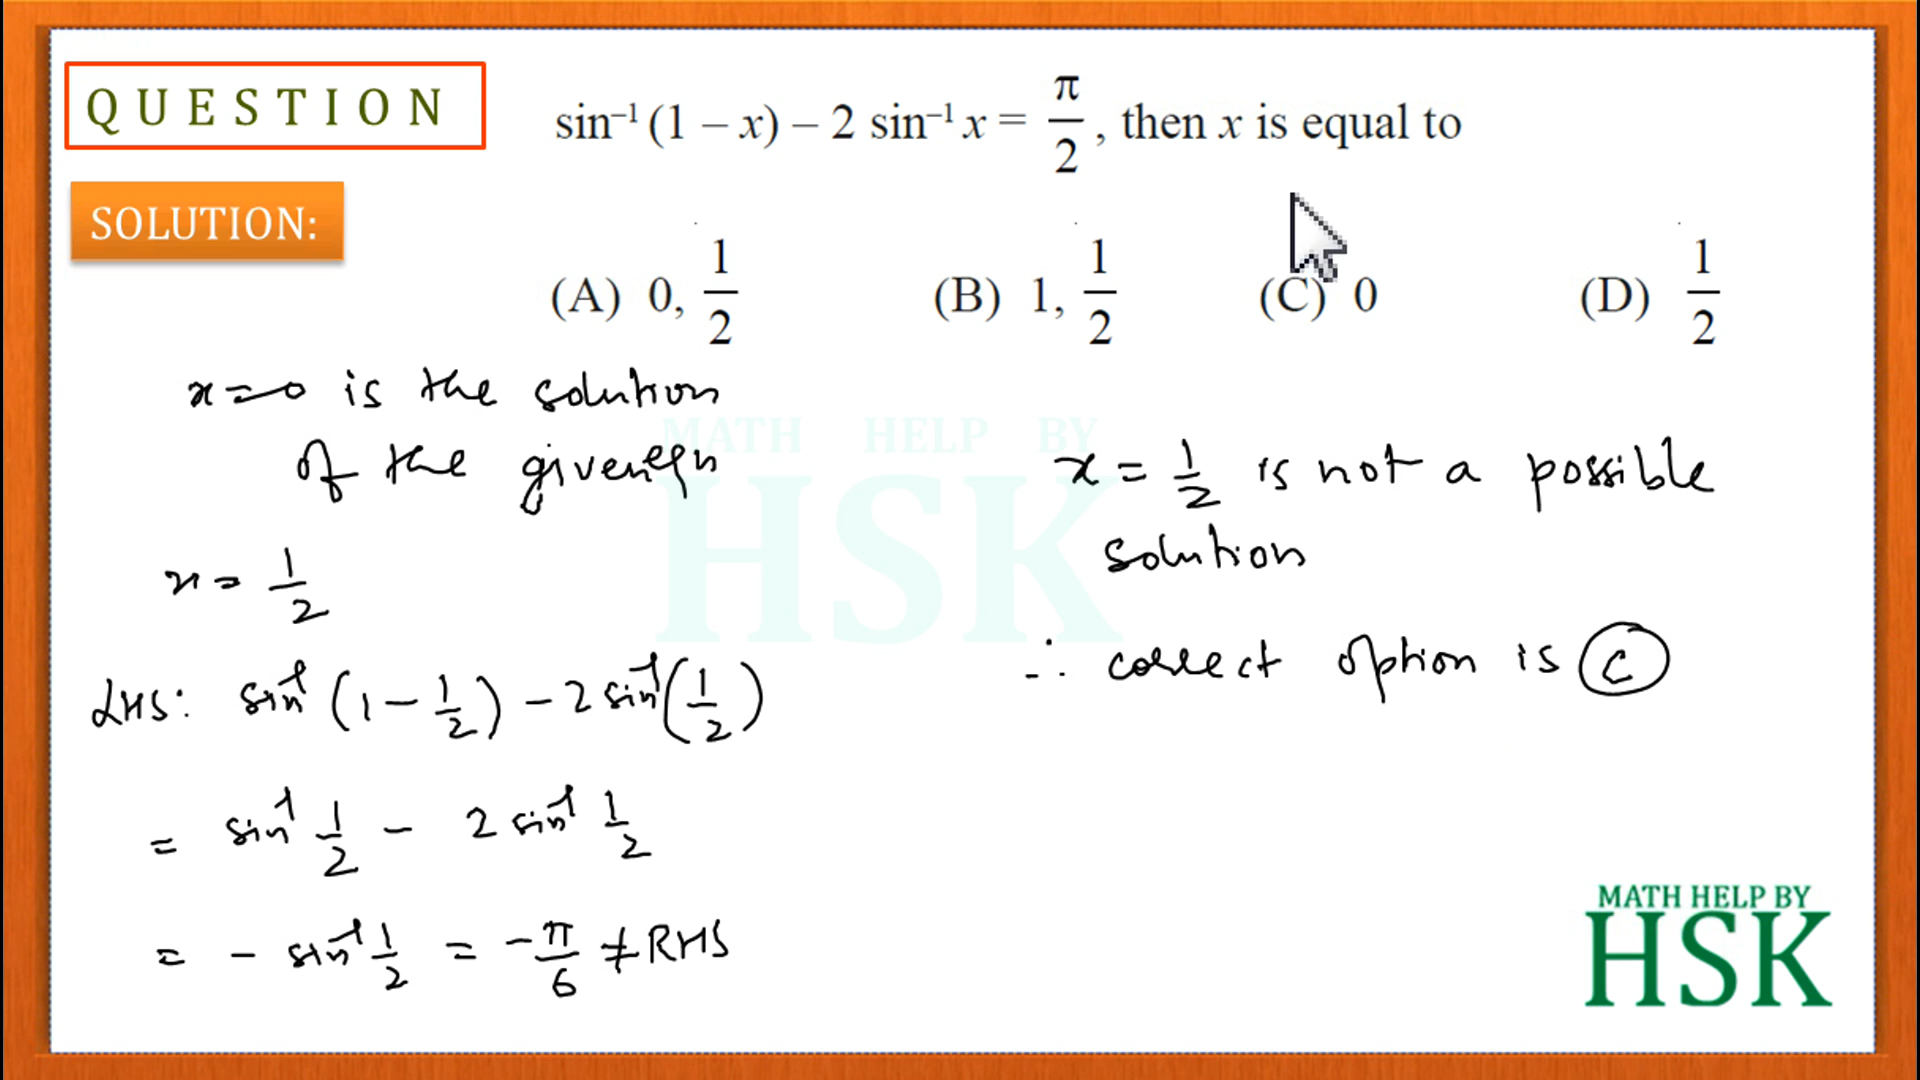 QUESTION
sin⁻¹ (1 – x) – 2 sin⁻¹ x = π/2 , then x is equal to
SOLUTION:
(A) 0, 1/2 (B) 1, 1/2 (C) 0 (D) 1/2
x=0 is the solution
of the given eqn
x = 1/2
LHS: sin⁻¹ (1 - 1/2) - 2 sin⁻¹ (1/2)
= sin⁻¹ 1/2 - 2 sin⁻¹ 1/2
= - sin⁻¹ 1/2 = -π/6 ≠ RHS
x = 1/2 is not a possible
solution
∴ correct option is C
MATH HELP BY
HSK
MATH HELP BY
HSK